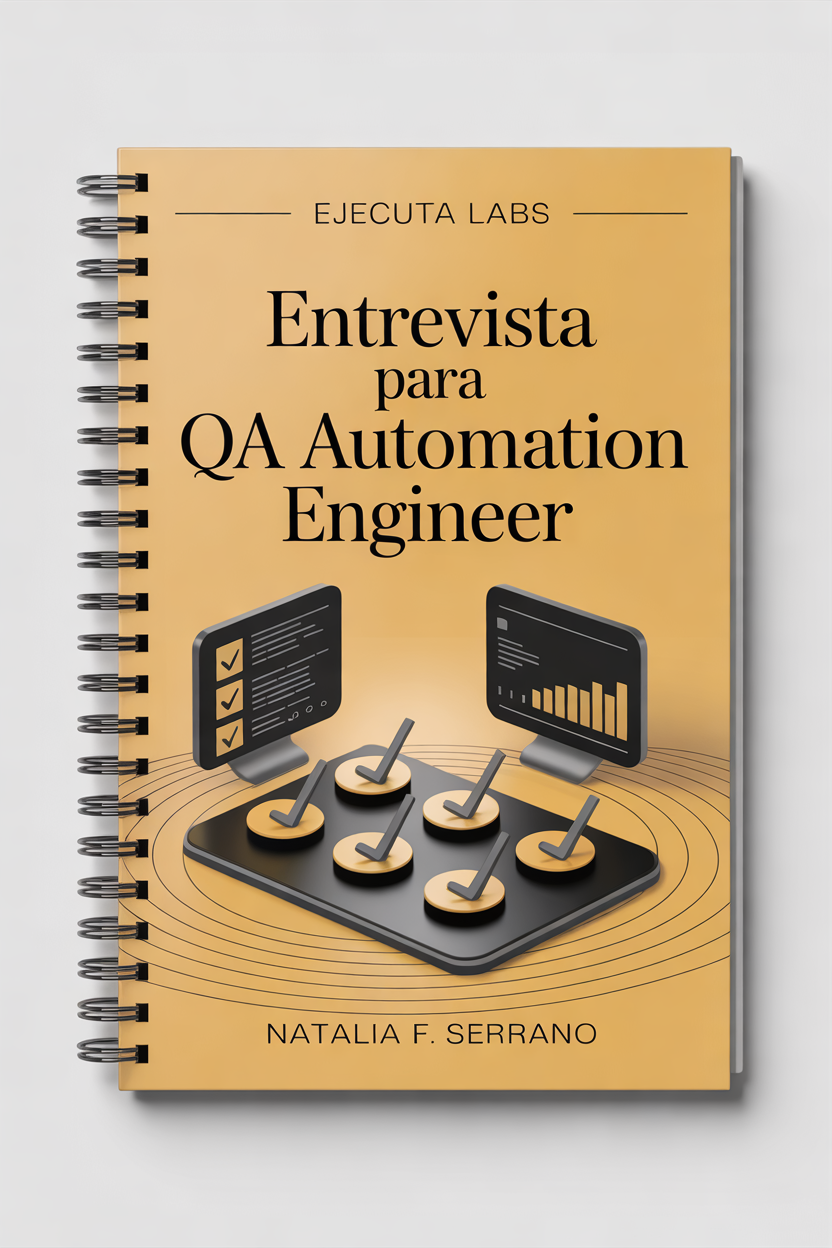 EJECUTA LABS
Entrevista
para
QA Automation
Engineer
NATALIA F. SERRANO